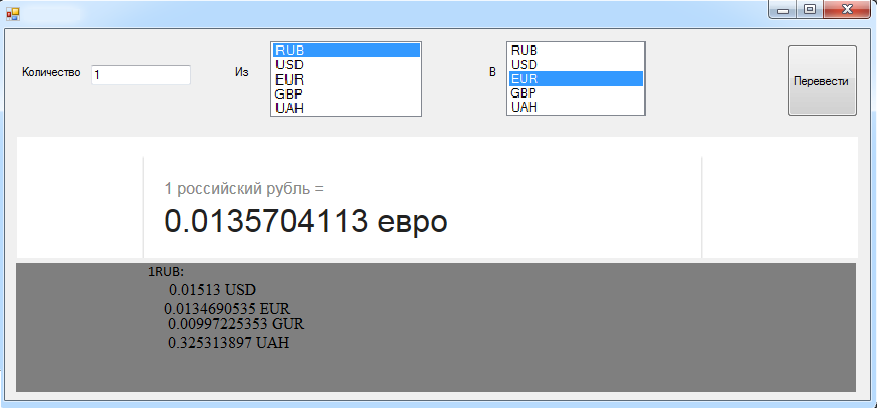 Количество
1
Из
RUB
USD
EUR
GBP
UAH
В
RUB
USD
EUR
GBP
UAH
Перевести
1 российский рубль =
0.0135704113 евро
1RUB:
0.01513 USD
0.0134690535 EUR
0.00997225353 GUR
0.325313897 UAH